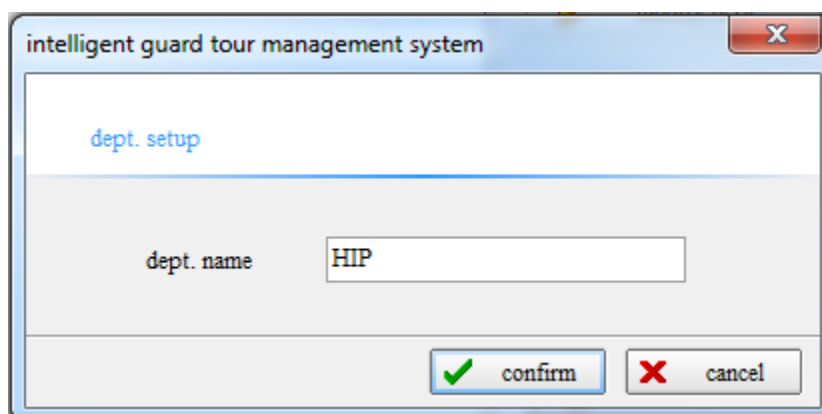 intelligent guard tour management system
dept. setup
dept. name HIP
confirm cancel